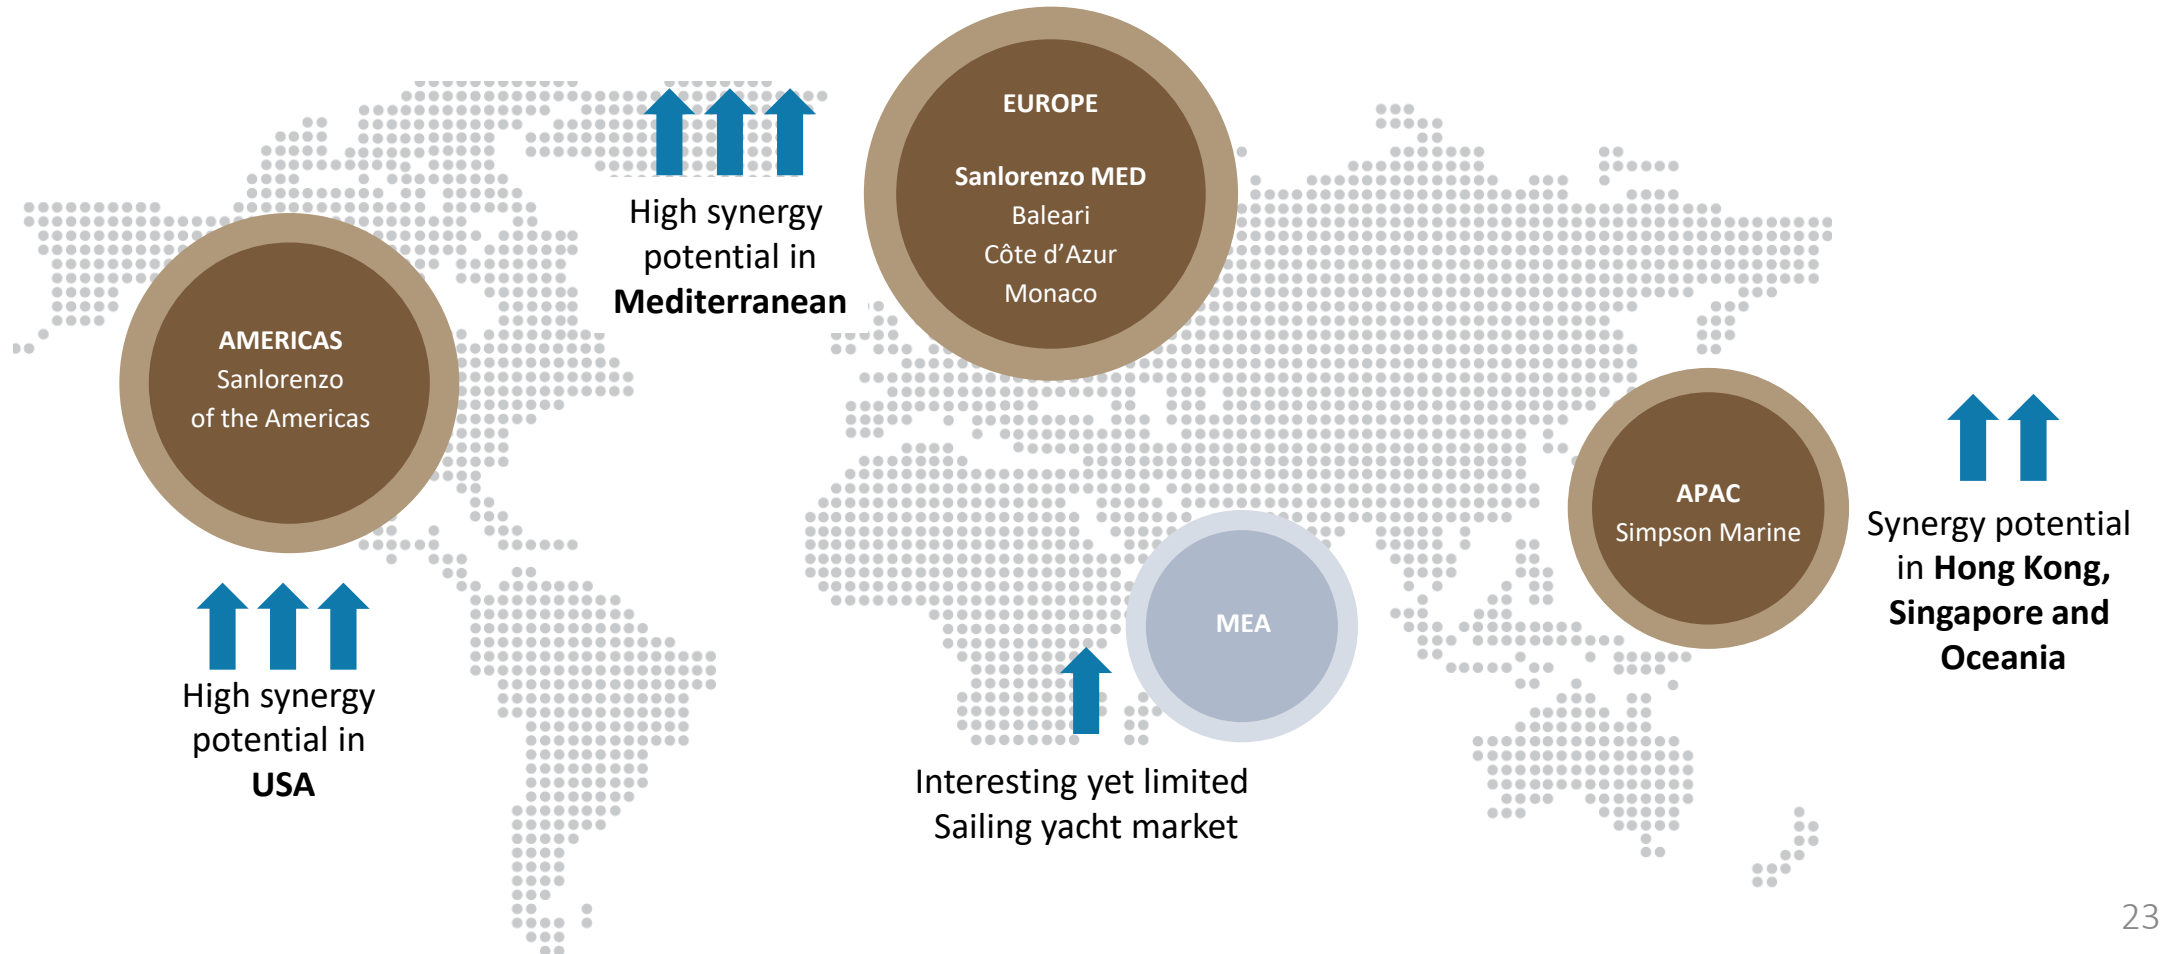 EUROPE
Sanlorenzo MED
Baleari
Côte d’Azur
Monaco
High synergy
potential in
Mediterranean
AMERICAS
Sanlorenzo
of the Americas
High synergy
potential in
USA
APAC
Simpson Marine
Synergy potential
in Hong Kong,
Singapore and
Oceania
MEA
Interesting yet limited
Sailing yacht market
23